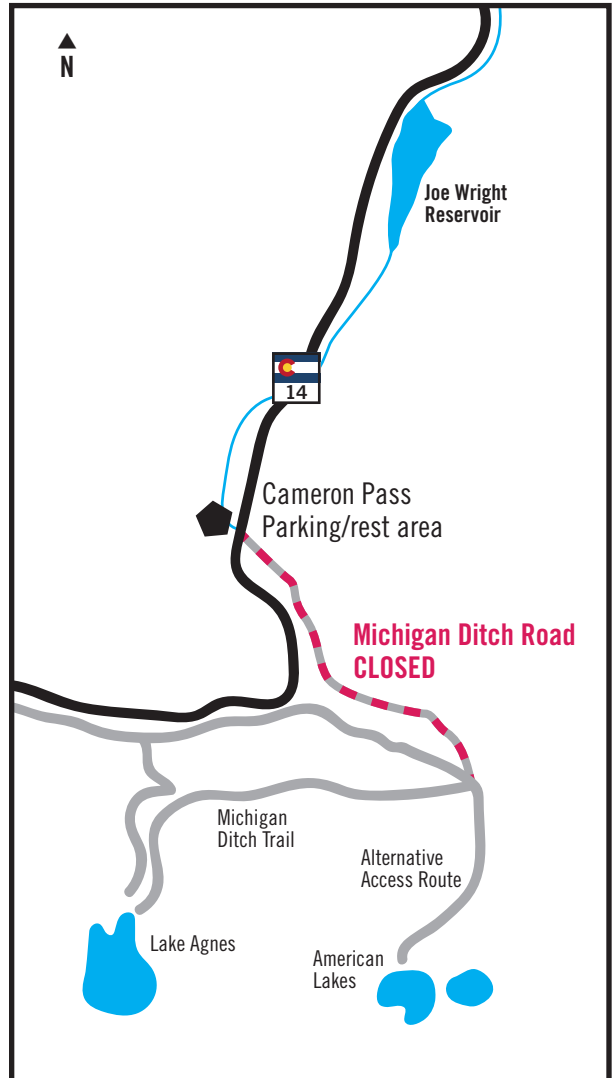 N
Joe Wright
Reservoir
14
Cameron Pass
Parking/rest area
Michigan Ditch Road
CLOSED
Michigan
Ditch Trail
Alternative
Access Route
Lake Agnes
American
Lakes